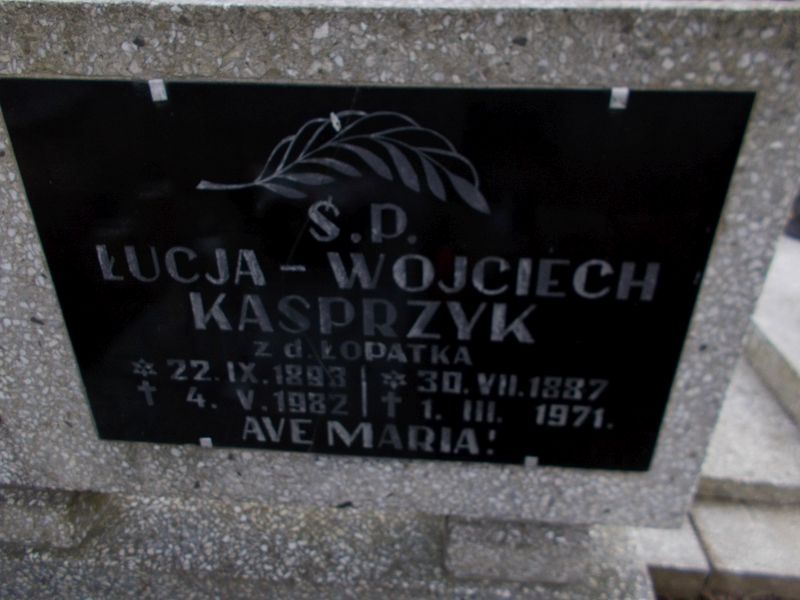 Ś.P.
ŁUCJA - WOJCIECH
KASPRZYK
Z d. ŁOPATKA
✡ 22.IX.1893 | ✡ 30.VII.1887
✝ 4. V.1982 | ✝ 1. III. 1971.
AVE MARIA!